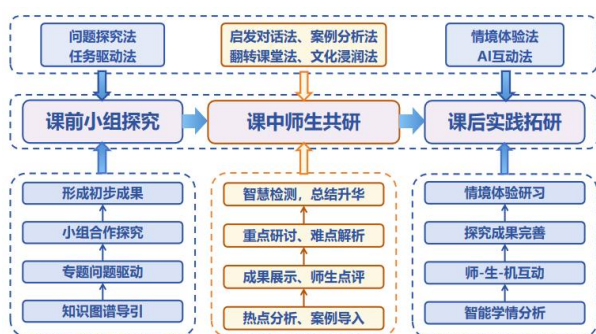 问题探究法
任务驱动法
启发对话法、案例分析法
翻转课堂法、文化浸润法
情境体验法
AI互动法
课前小组探究
课中师生共研
课后实践拓研
形成初步成果
小组合作探究
专题问题驱动
知识图谱导引
智慧检测，总结升华
重点研讨、难点解析
成果展示、师生点评
热点分析、案例导入
情境体验研习
探究成果完善
师-生-机互动
智能学情分析